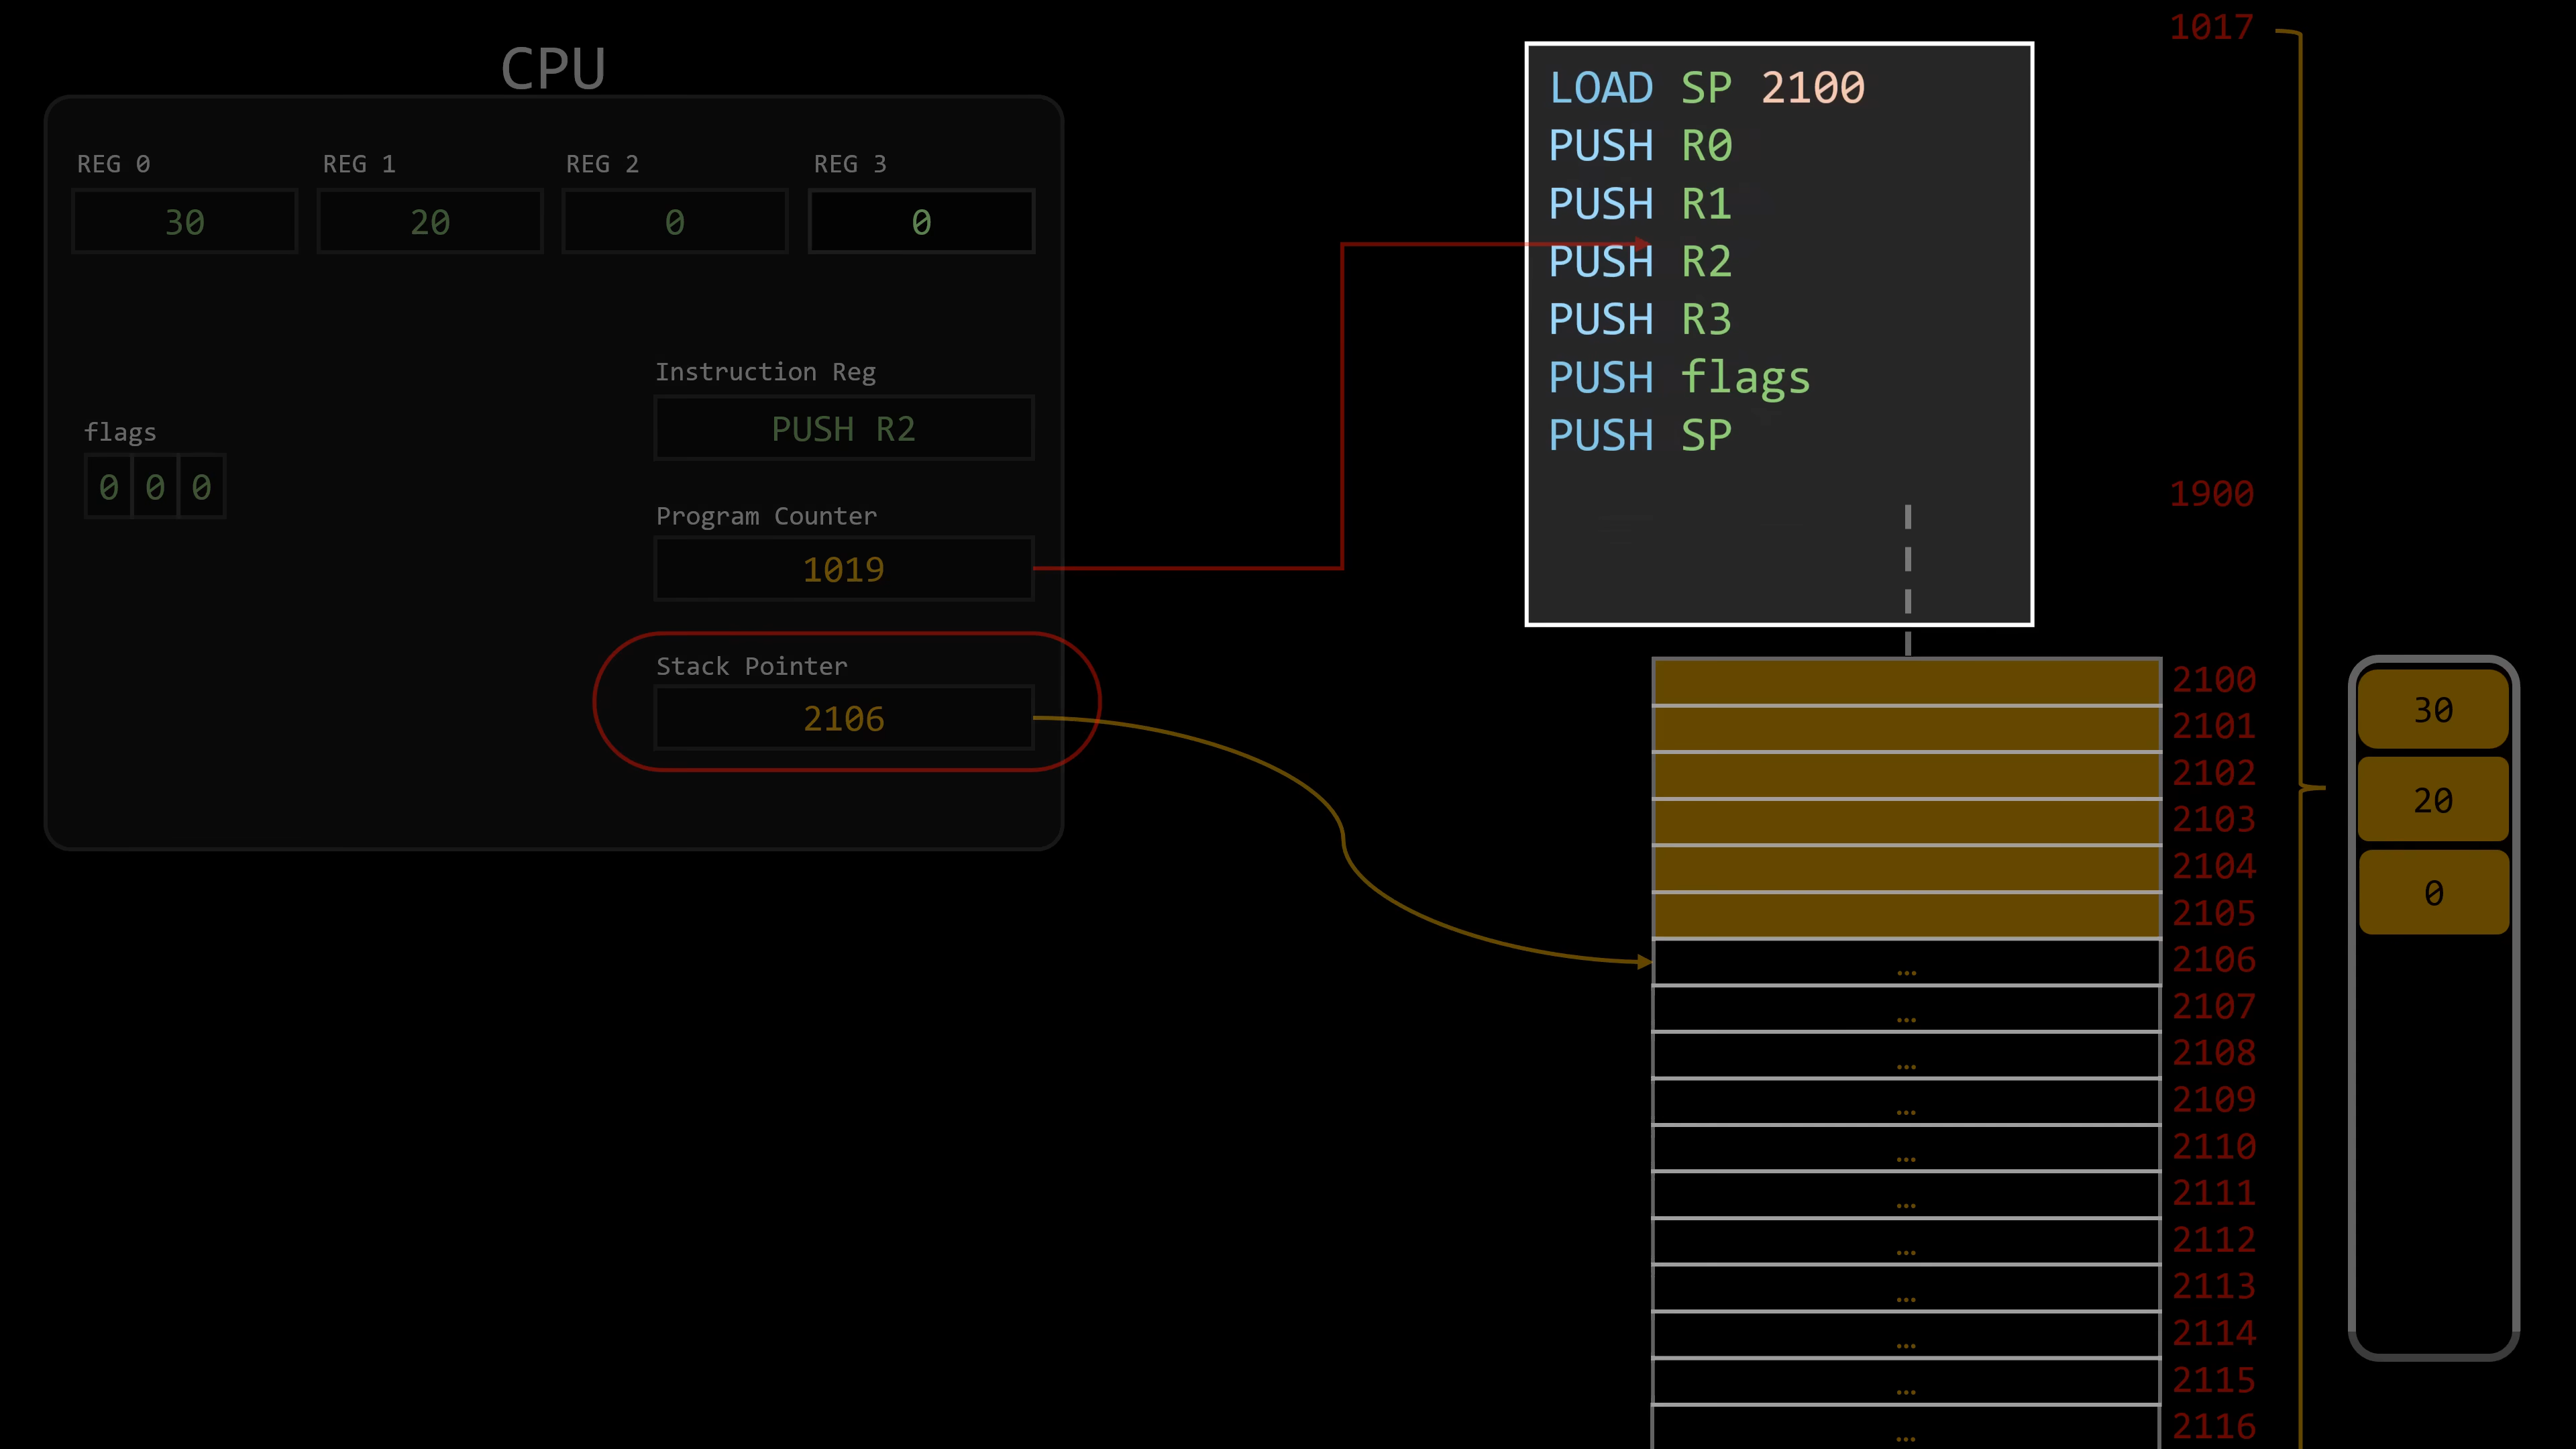 CPU
REG 0 REG 1 REG 2 REG 3
30 20 0 0
Instruction Reg
PUSH R2
flags
0 0 0
Program Counter
1019
Stack Pointer
2106
LOAD SP 2100
PUSH R0
PUSH R1
PUSH R2
PUSH R3
PUSH flags
PUSH SP
1017
1900
2100
2101
2102
2103
2104
2105
... 2106
... 2107
... 2108
... 2109
... 2110
... 2111
... 2112
... 2113
... 2114
... 2115
... 2116
30
20
0